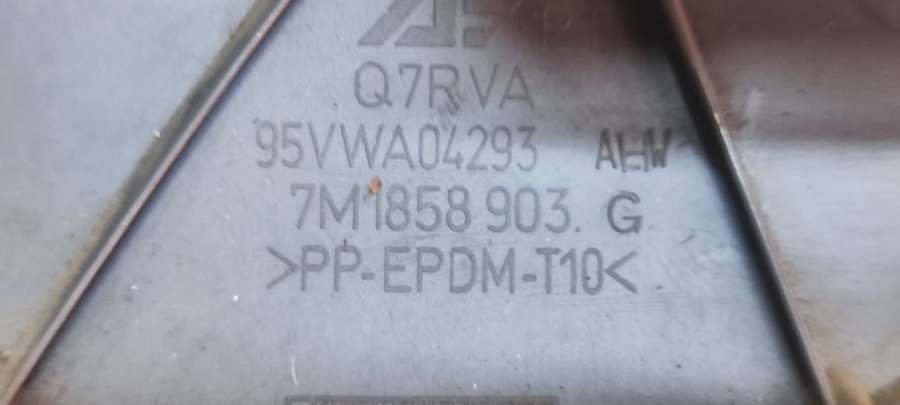 Q7RVA
95VWA04293 AHW
7M1858 903. G
>PP-EPDM-T10<